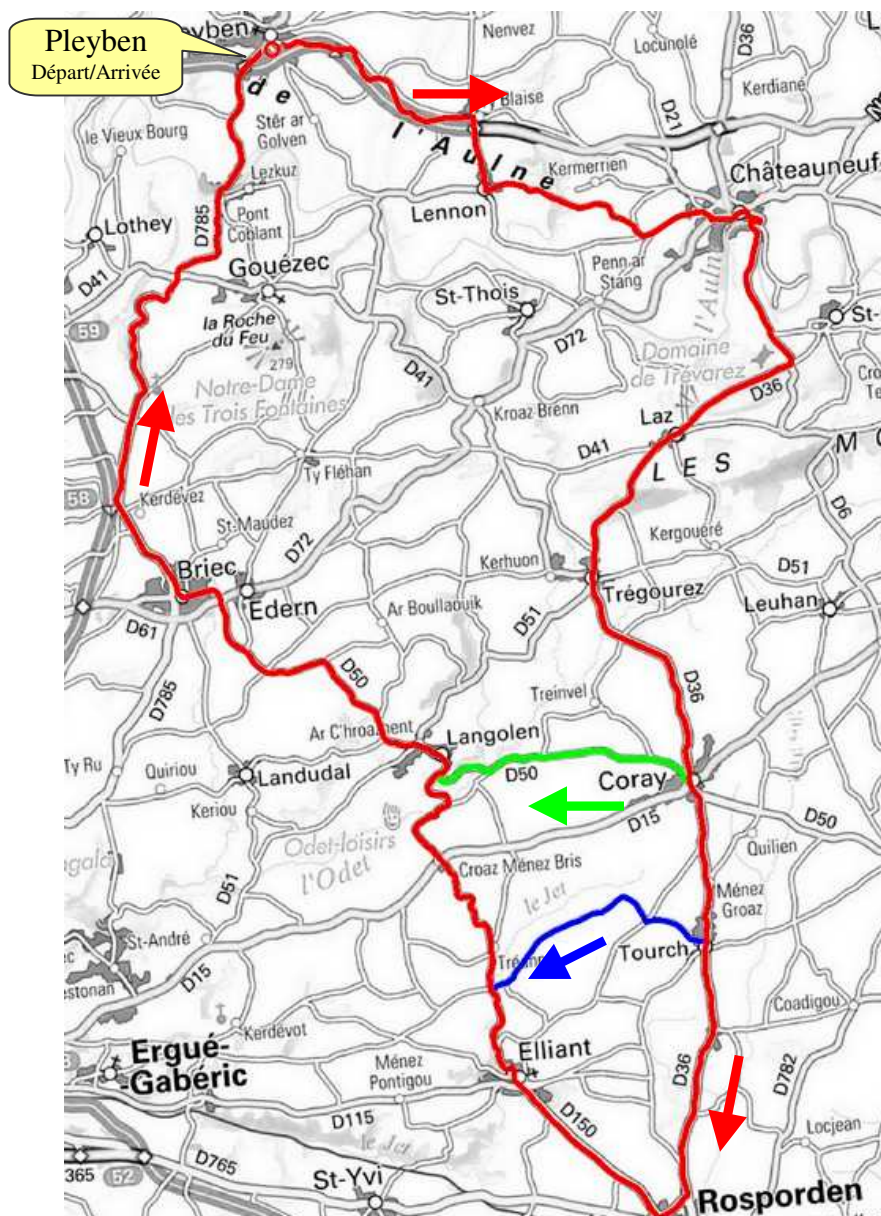 Pleyben
Départ/Arrivée
Nenvez
Locunolé
D36
Kerdiané
Blaise
de
l'Aulne
D21
le Vieux Bourg
Stêr ar
Golven
Kermerrien
Châteauneuf
Lezkuz
Lennon
D785
Pont
Coblant
Lothey
D41
Gouézec
Penn ar
Stang
l'Aulne
St-Thois
59
la Roche
du Feu
279
D72
Domaine
de Trévarez
D36
D41
Notre-Dame
des Trois Fontaines
Kroaz Brenn
Laz
D41
LES
Ty Fléhan
58
Kerdévez
St-Maudez
D72
D6
Kergouéré
Kerhuon
D51
Briec
Edern
Trégourez
Leuhan
D61
Ar Boullaouik
D51
D785
D50
D36
Treinvel
Ar C'hroazhent
Langolen
Ty Ru
Quiriou
Landudal
D50
Coray
Keriou
D15
D50
Odet-loisirs
l'Odet
Quilien
D51
Croaz Ménez Bris
le Jet
Ménez
Groaz
St-André
Tourch
D15
Coadigou
Kerdévot
Ergué-
Gabéric
Elliant
Ménez
Pontigou
D36
D782
D115
D150
le Jet
Locjean
D765
365
52
St-Yvi
Rosporden